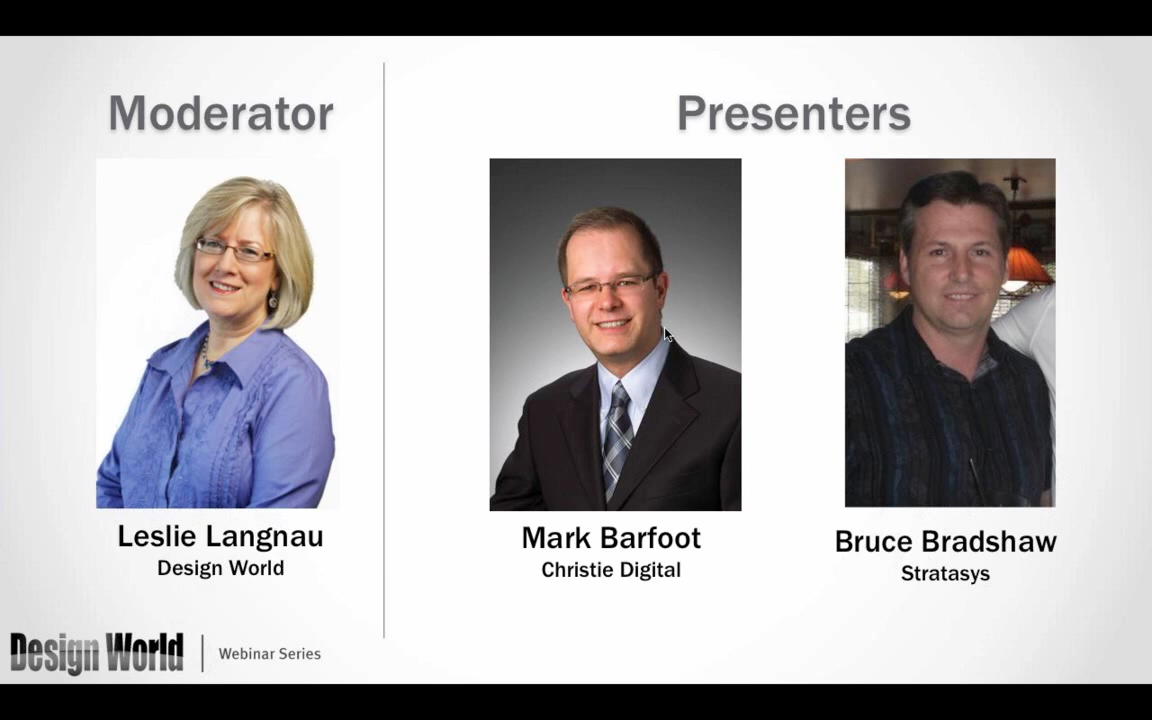 Moderator
Presenters
Leslie Langnau
Design World
Mark Barfoot
Christie Digital
Bruce Bradshaw
Stratasys
Design World | Webinar Series